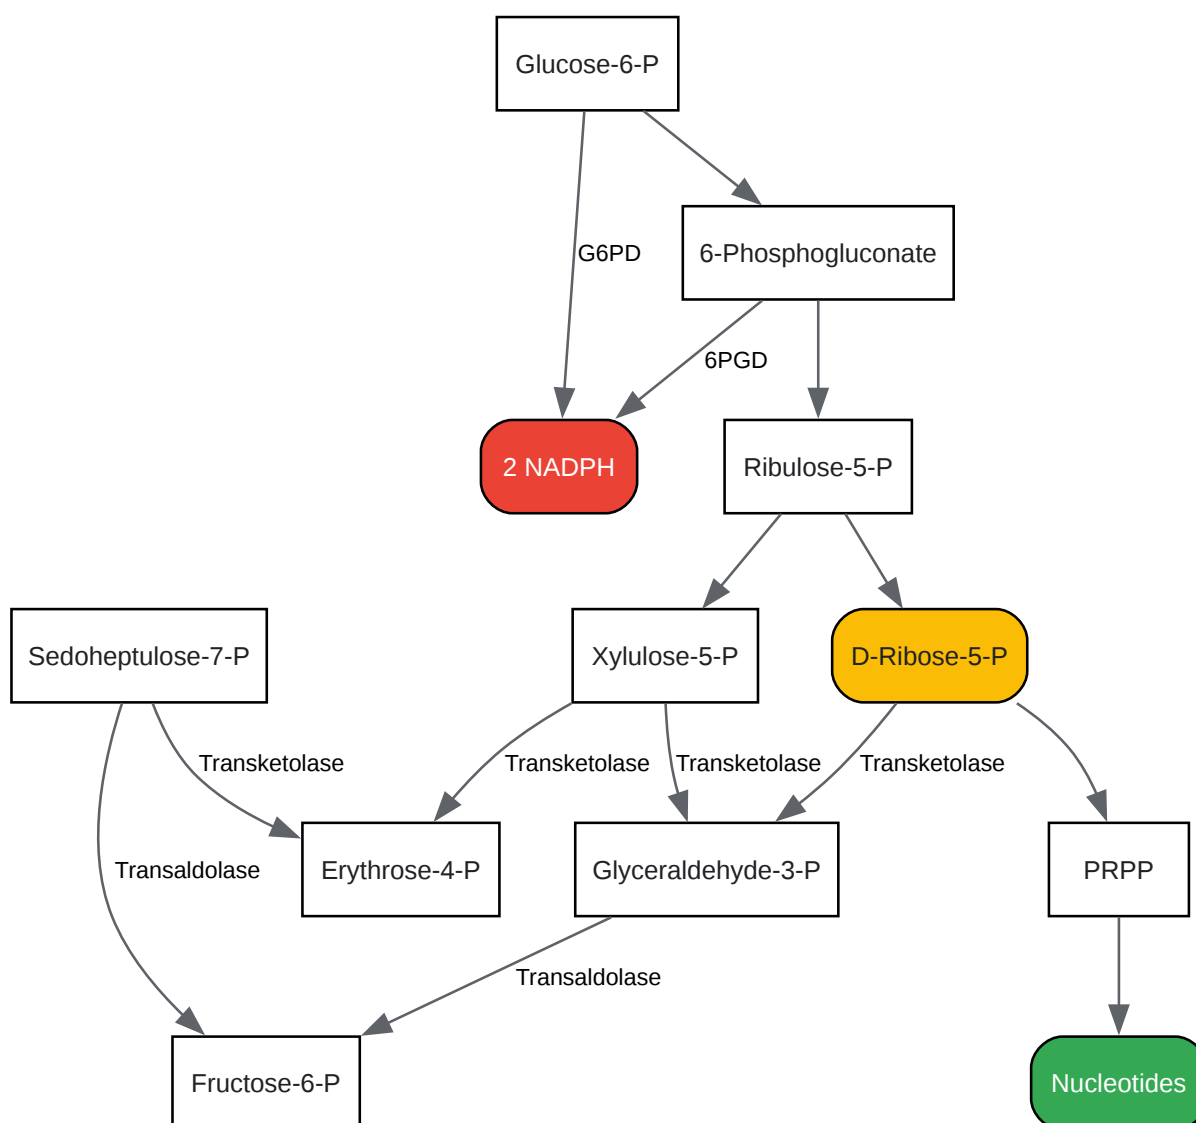 Glucose-6-P
G6PD
6-Phosphogluconate
6PGD
2 NADPH
Ribulose-5-P
Sedoheptulose-7-P
Xylulose-5-P
D-Ribose-5-P
Transketolase
Transketolase
Transketolase
Transketolase
Transaldolase
Erythrose-4-P
Glyceraldehyde-3-P
PRPP
Transaldolase
Fructose-6-P
Nucleotides